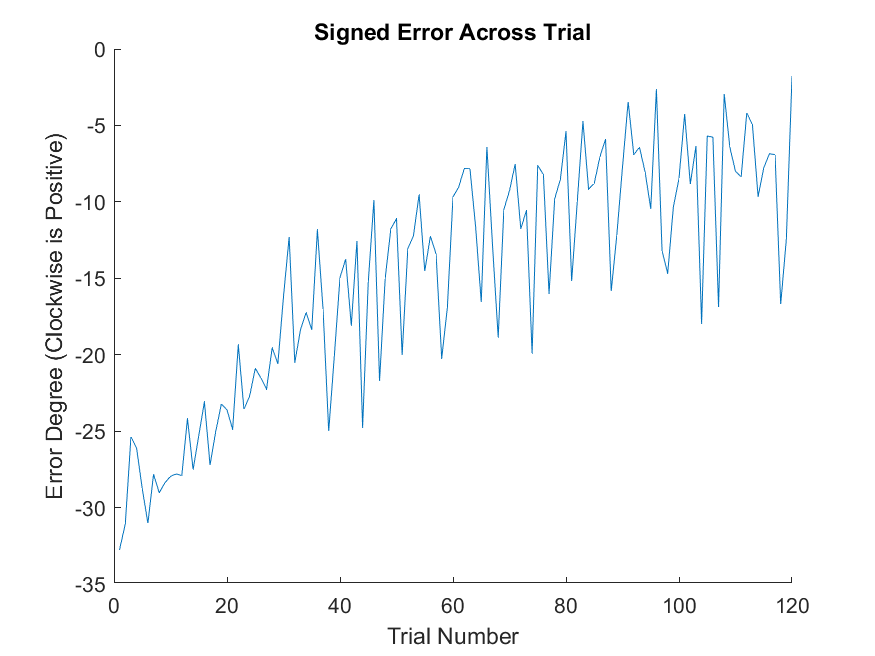 Signed Error Across Trial
0
-5
-10
-15
-20
-25
-30
-35
Error Degree (Clockwise is Positive)
0 20 40 60 80 100 120
Trial Number